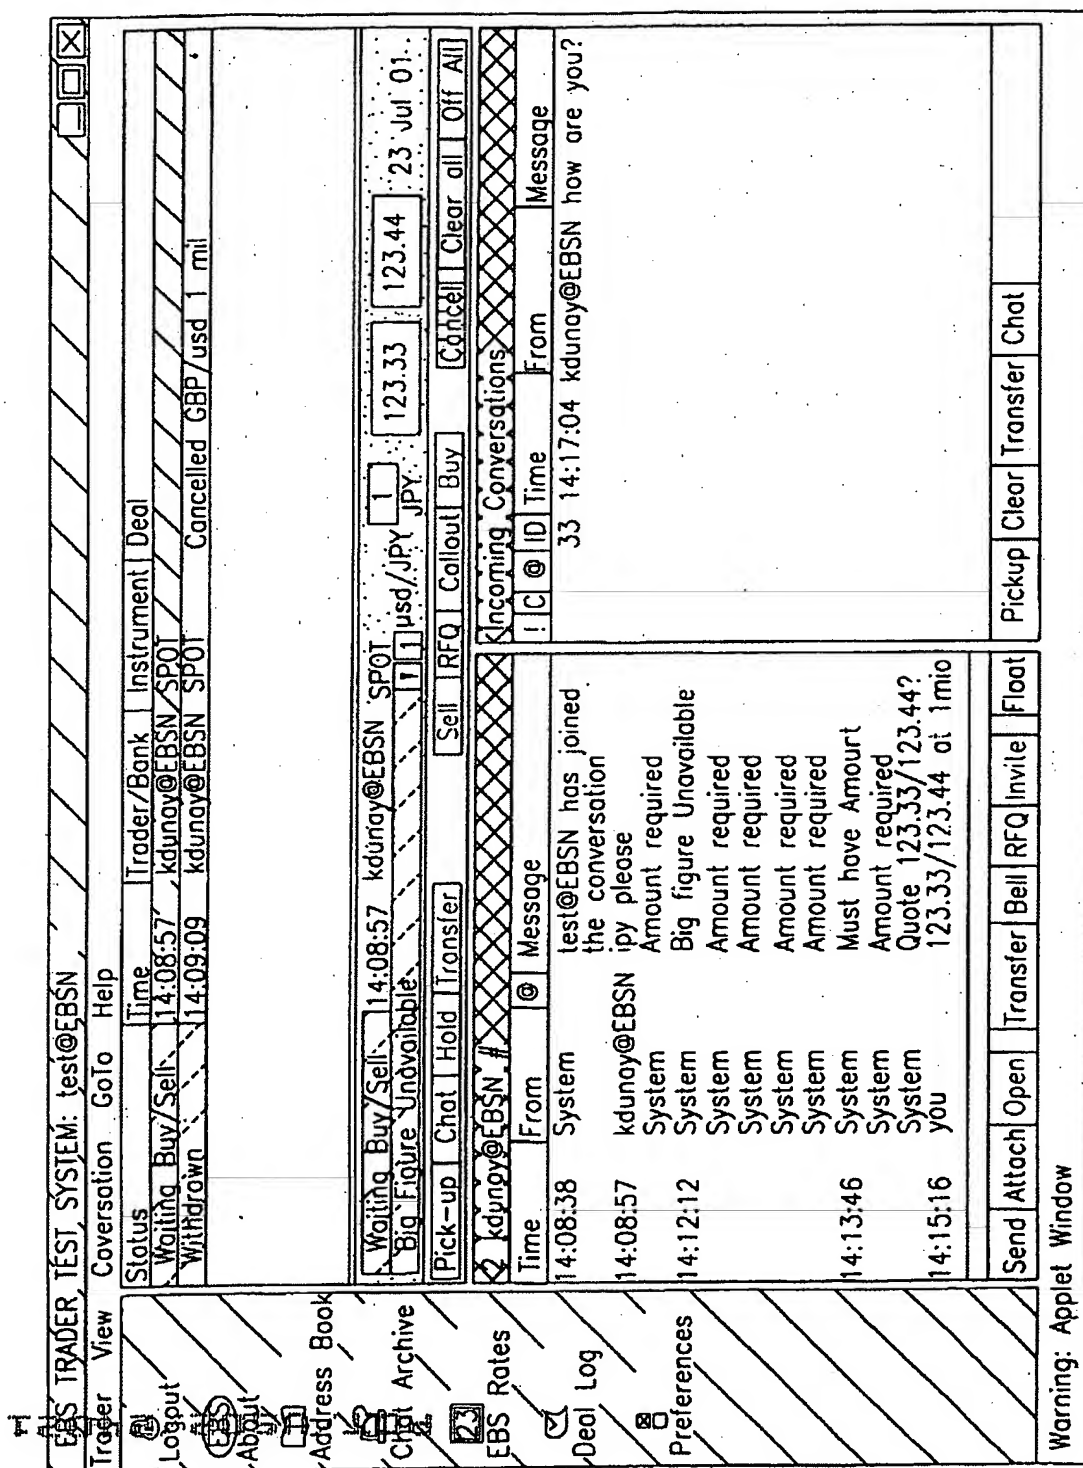 EBS TRADER TEST SYSTEM: test@EBSN
Trader View Coversation GoTo Help
Logout
EBS
About
Address Book
Chat Archive
23
EBS Rates
Deal Log
Preferences
Status Time Trader/Bank Instrument Deal
Waiting Buy/Sell 14:08:57 kdunay@EBSN SPOT
Withdrawn 14:09:09 kdunay@EBSN SPOT Cancelled GBP/usd 1 mil
Waiting Buy/Sell 14:08:57 kdunay@EBSN SPOT 1 123.33 123.44 23 Jul 01
Big Figure Unavailable ! 1 usd/JPY JPY
Pick-up Chat Hold Transfer Sell RFQ Callout Buy Cancell Clear all Off All
2 kdunay@EBSN #
Time From @ Message
14:08:38 System test@EBSN has joined
the conversation
14:08:57 kdunay@EBSN ipy please
System Amount required
14:12:12 System Big figure Unavailable
System Amount required
System Amount required
System Amount required
System Amount required
14:13:46 System Must have Amourt
System Amount required
System Quote 123.33/123.44?
14:15:16 you 123.33/123.44 at 1mio
Send Attach Open Transfer Bell RFQ Invile Float
Incoming Conversations
! C @ ID Time From Message
33 14:17:04 kdunay@EBSN how are you?
Pickup Clear Transfer Chat
Warning: Applet Window